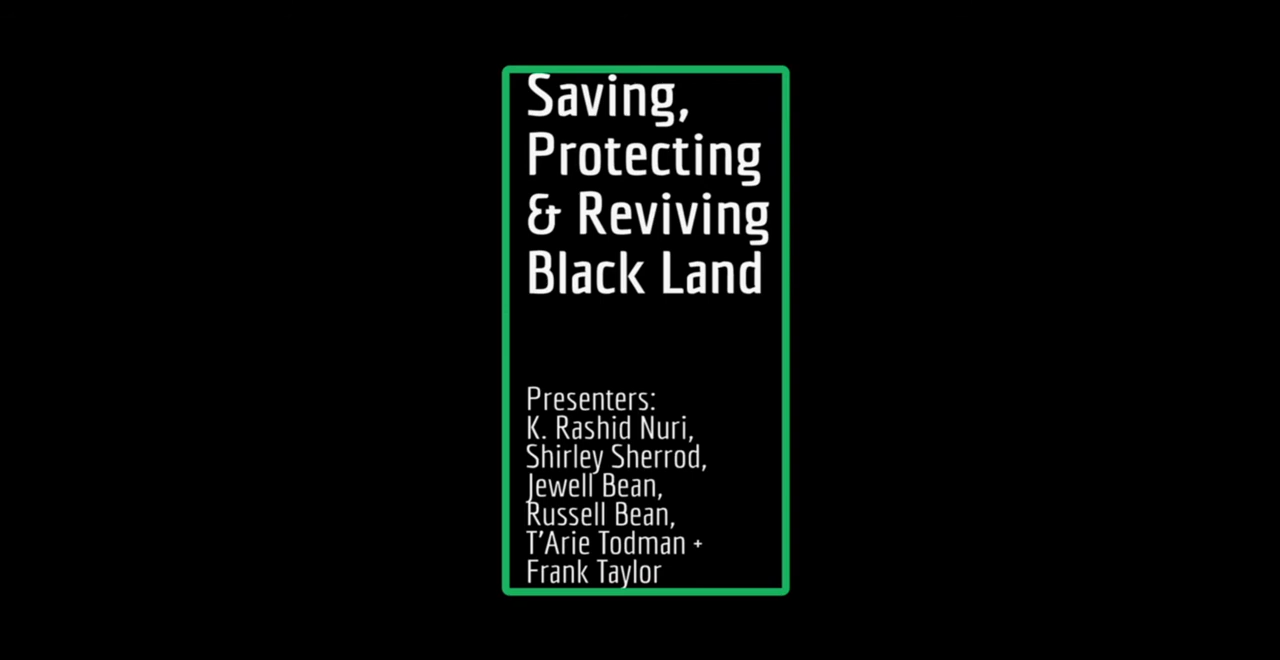 Saving,
Protecting
& Reviving
Black Land
Presenters:
K. Rashid Nuri,
Shirley Sherrod,
Jewell Bean,
Russell Bean,
T’Arie Todman +
Frank Taylor